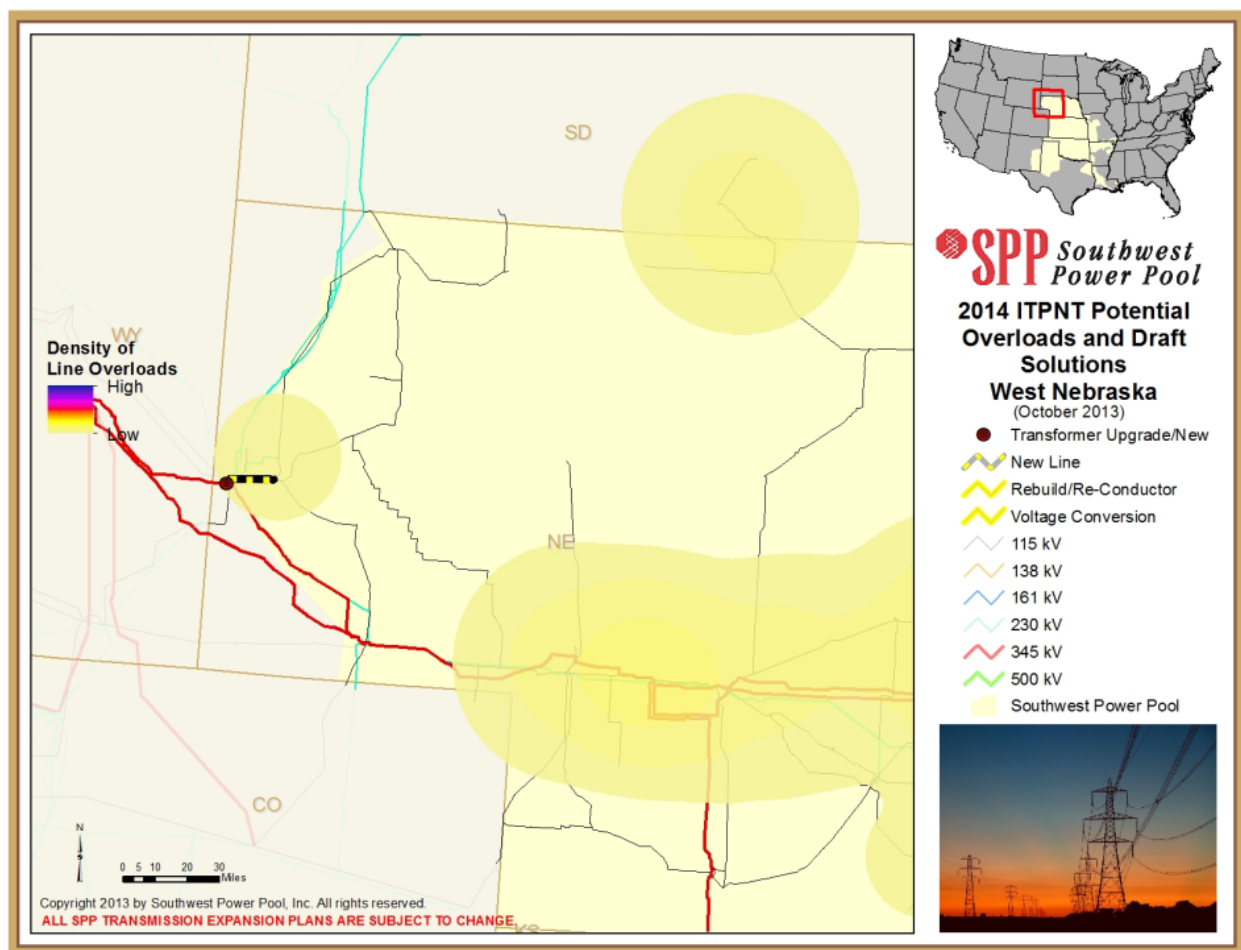 SD
WY
Density of
Line Overloads
High
Low
NE
CO
KS
N
0 5 10 20 30
Miles
Copyright 2013 by Southwest Power Pool, Inc. All rights reserved.
ALL SPP TRANSMISSION EXPANSION PLANS ARE SUBJECT TO CHANGE.
SPP Southwest
Power Pool
2014 ITPNT Potential
Overloads and Draft
Solutions
West Nebraska
(October 2013)
Transformer Upgrade/New
New Line
Rebuild/Re-Conductor
Voltage Conversion
115 kV
138 kV
161 kV
230 kV
345 kV
500 kV
Southwest Power Pool